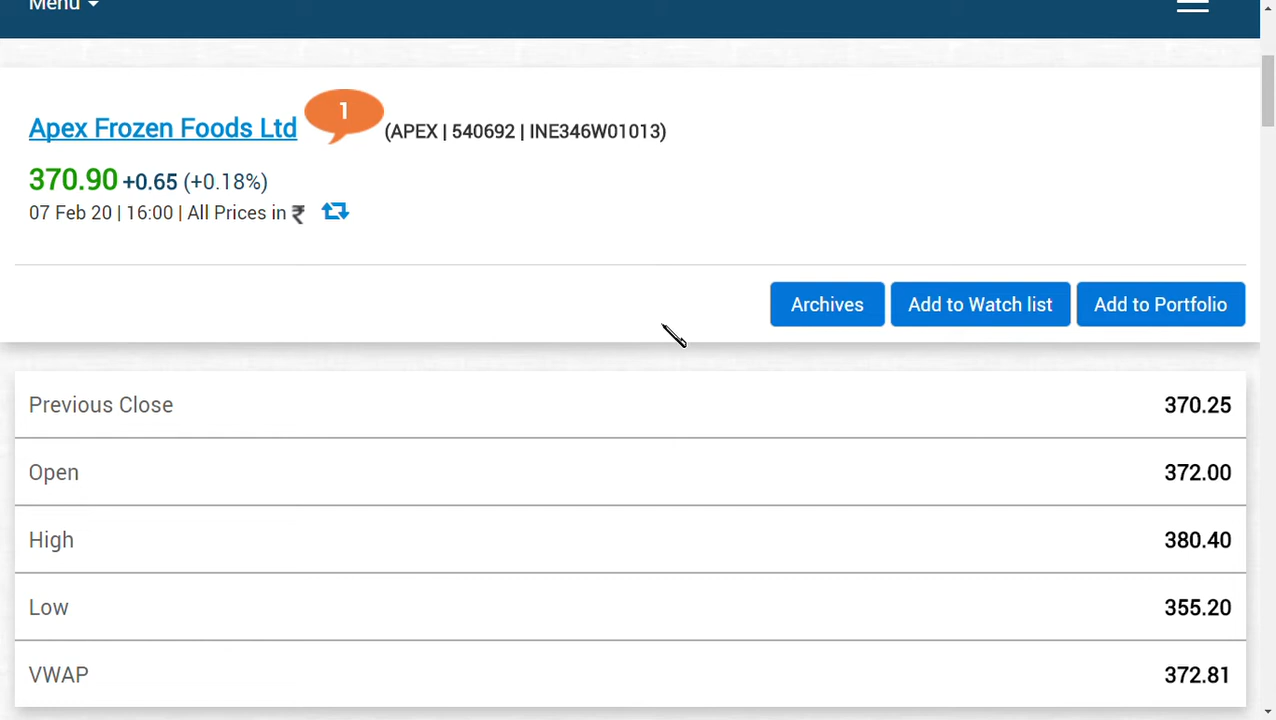 Menu
Apex Frozen Foods Ltd 1 (APEX | 540692 | INE346W01013)
370.90 +0.65 (+0.18%)
07 Feb 20 | 16:00 | All Prices in ₹
Archives Add to Watch list Add to Portfolio
Previous Close 370.25
Open 372.00
High 380.40
Low 355.20
VWAP 372.81